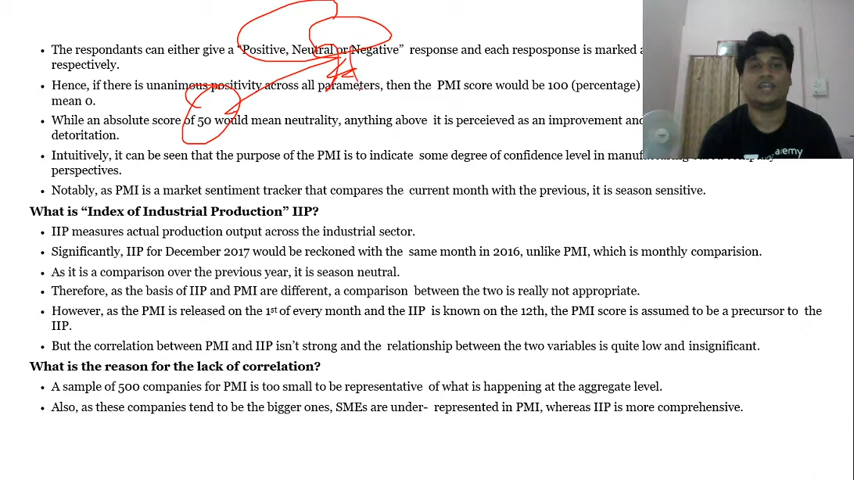 • The respondants can either give a "Positive, Neutral or Negative" response and each resposponse is marked a
respectively.
• Hence, if there is unanimous positivity across all parameters, then the PMI score would be 100 (percentage)
mean 0.
• While an absolute score of 50 would mean neutrality, anything above it is perceieved as an improvement and
detoritation.
• Intuitively, it can be seen that the purpose of the PMI is to indicate some degree of confidence level in
perspectives.
• Notably, as PMI is a market sentiment tracker that compares the current month with the previous, it is season sensitive.
What is "Index of Industrial Production" IIP?
• IIP measures actual production output across the industrial sector.
• Significantly, IIP for December 2017 would be reckoned with the same month in 2016, unlike PMI, which is monthly comparision.
• As it is a comparison over the previous year, it is season neutral.
• Therefore, as the basis of IIP and PMI are different, a comparison between the two is really not appropriate.
• However, as the PMI is released on the 1st of every month and the IIP is known on the 12th, the PMI score is assumed to be a precursor to the
IIP.
• But the correlation between PMI and IIP isn't strong and the relationship between the two variables is quite low and insignificant.
What is the reason for the lack of correlation?
• A sample of 500 companies for PMI is too small to be representative of what is happening at the aggregate level.
• Also, as these companies tend to be the bigger ones, SMEs are under- represented in PMI, whereas IIP is more comprehensive.